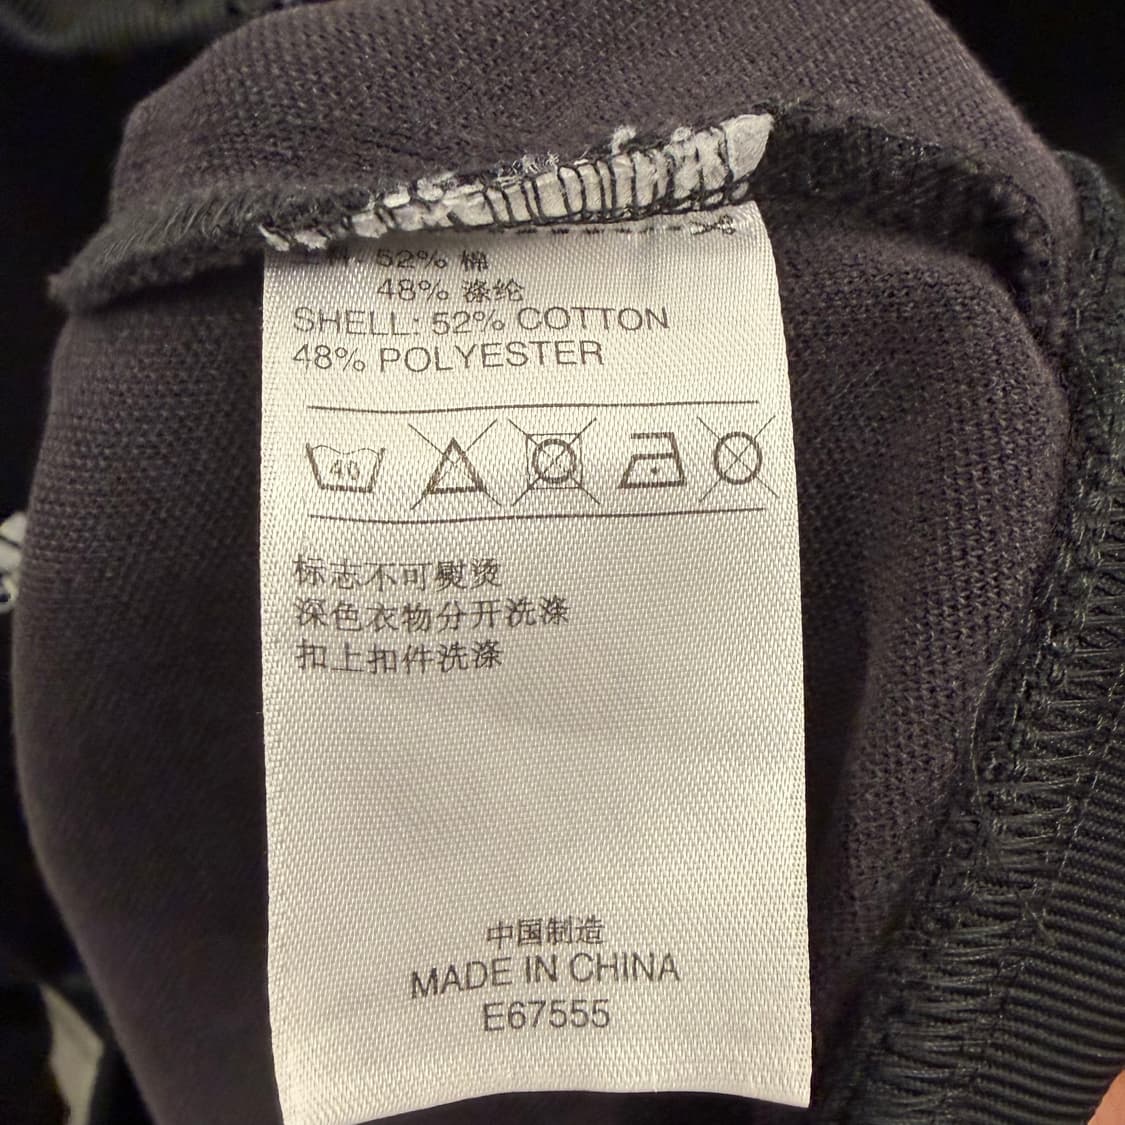 52% 棉
48% 涤纶
SHELL: 52% COTTON
48% POLYESTER
40
标志不可熨烫
深色衣物分开洗涤
扣上扣件洗涤
中国制造
MADE IN CHINA
E67555